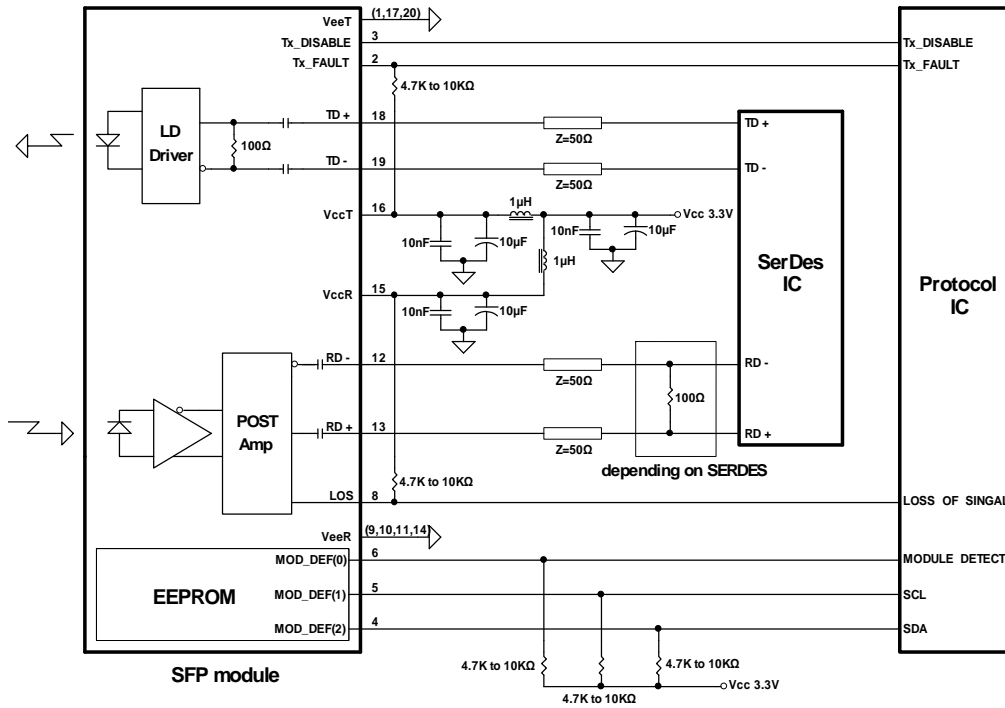 VeeT (1,17,20)
Tx_DISABLE 3 Tx_DISABLE
Tx_FAULT 2 Tx_FAULT
4.7K to 10KΩ
LD
Driver
100Ω
TD + 18 Z=50Ω TD +
TD - 19 Z=50Ω TD -
VccT 16 1μH Vcc 3.3V
10nF 10μF 10nF 10μF
1μH
SerDes
IC
Protocol
IC
VccR 15
10nF 10μF
RD - 12 Z=50Ω RD -
POST
Amp
100Ω
RD + 13 Z=50Ω RD +
depending on SERDES
4.7K to 10KΩ
LOS 8 LOSS OF SINGAL
VeeR (9,10,11,14)
MOD_DEF(0) 6 MODULE DETECT
EEPROM
MOD_DEF(1) 5 SCL
MOD_DEF(2) 4 SDA
SFP module
4.7K to 10KΩ 4.7K to 10KΩ
4.7K to 10KΩ
Vcc 3.3V